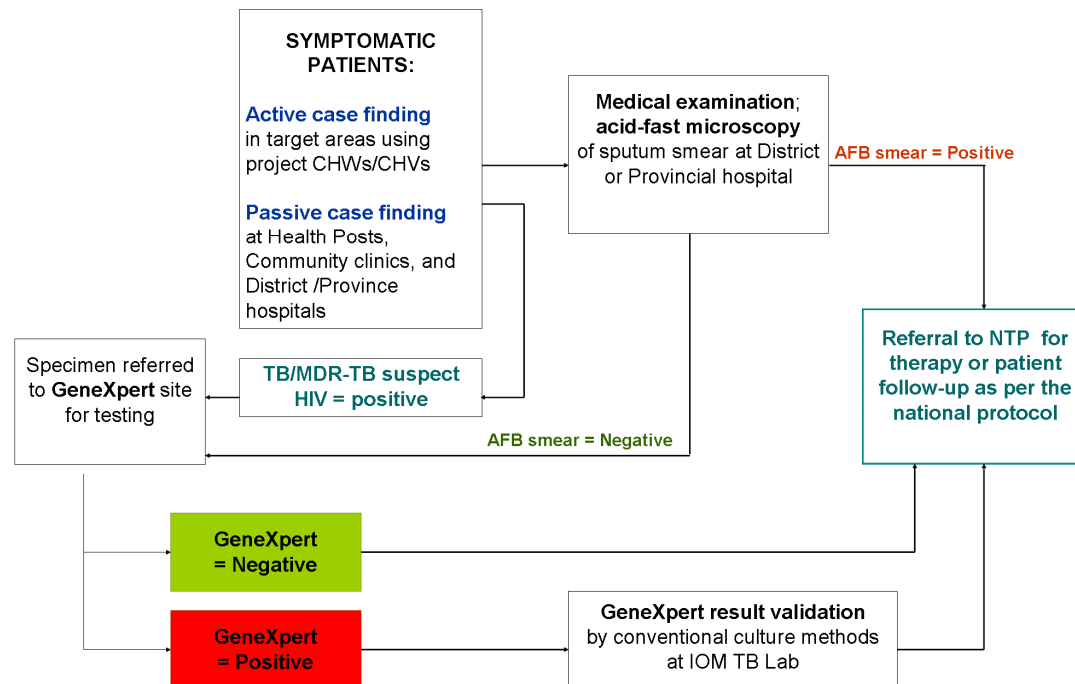 SYMPTOMATIC
PATIENTS:
Active case finding
in target areas using
project CHWs/CHVs
Passive case finding
at Health Posts,
Community clinics, and
District /Province
hospitals
Medical examination;
acid-fast microscopy
of sputum smear at District
or Provincial hospital
AFB smear = Positive
Referral to NTP for
therapy or patient
follow-up as per the
national protocol
TB/MDR-TB suspect
HIV = positive
Specimen referred
to GeneXpert site
for testing
AFB smear = Negative
GeneXpert
= Negative
GeneXpert
= Positive
GeneXpert result validation
by conventional culture methods
at IOM TB Lab